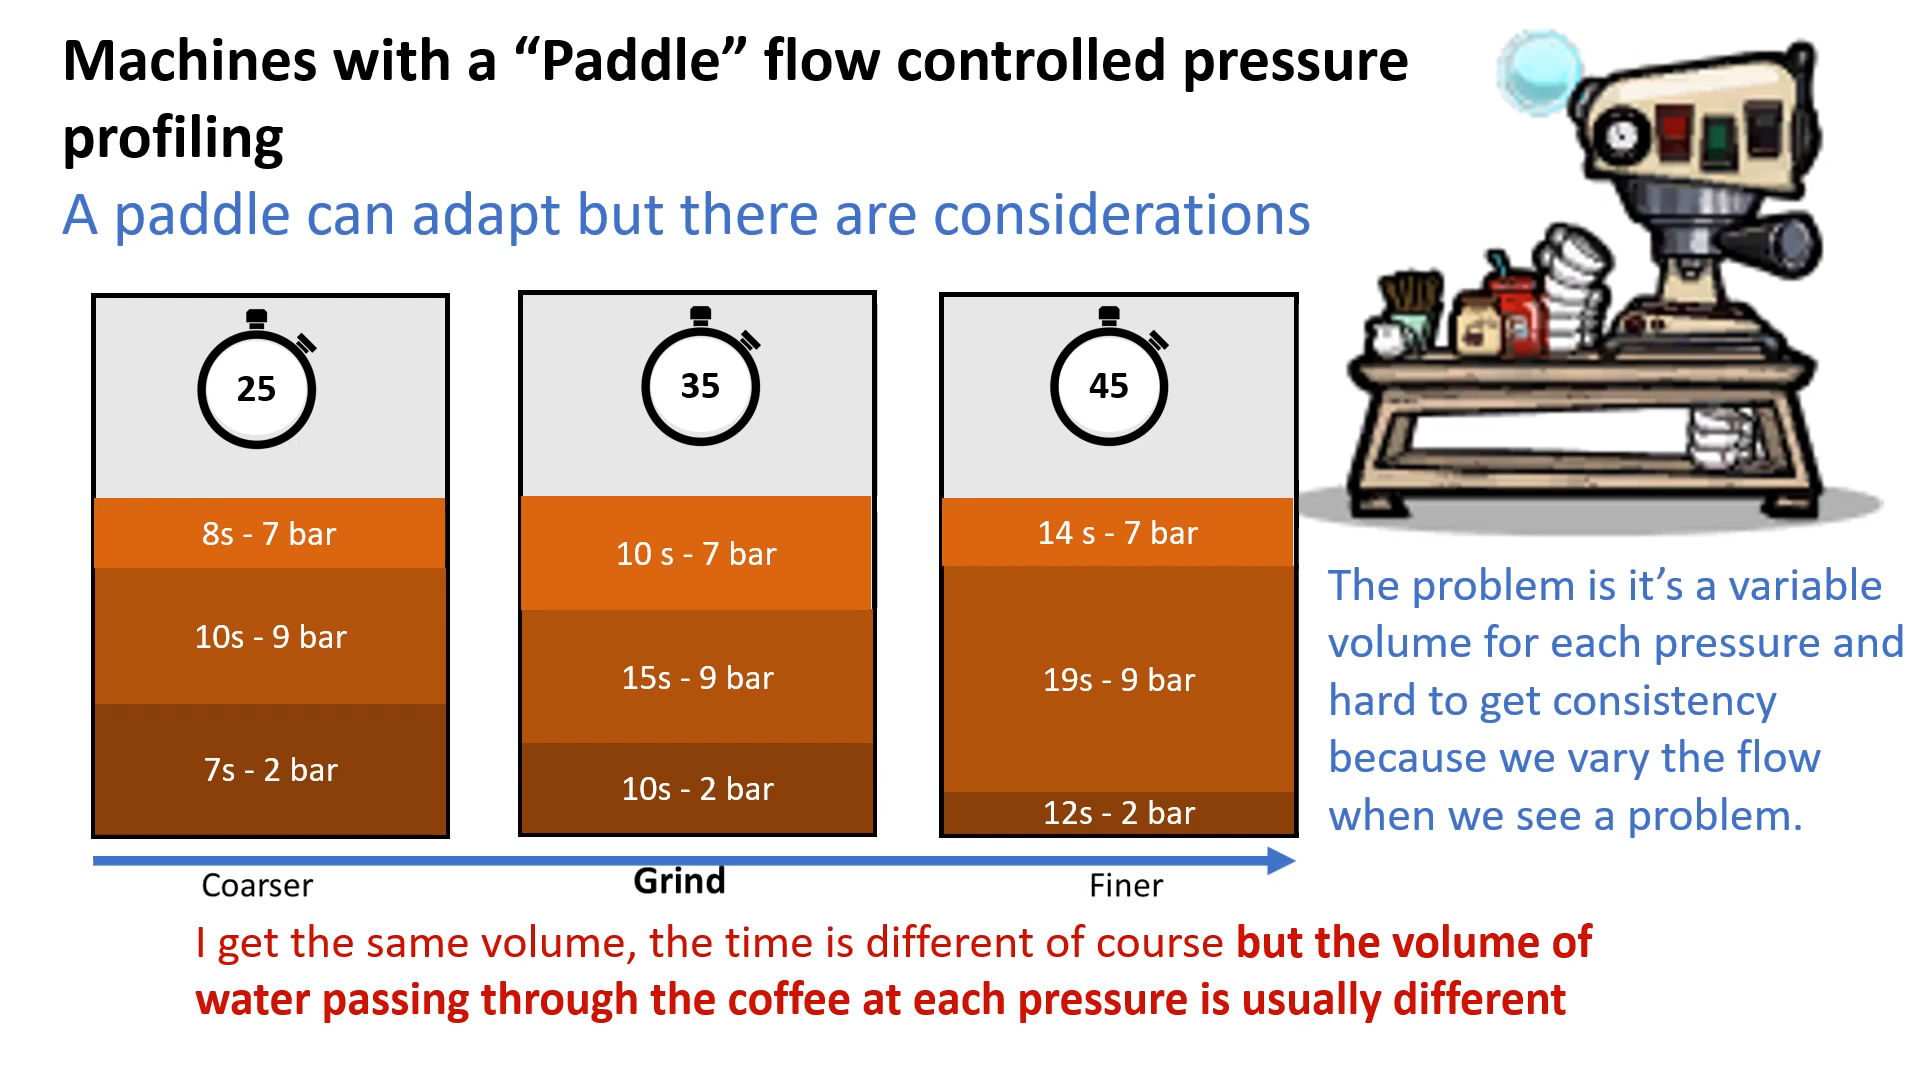 Machines with a “Paddle” flow controlled pressure
profiling
A paddle can adapt but there are considerations
25
8s - 7 bar
10s - 9 bar
7s - 2 bar
35
10 s - 7 bar
15s - 9 bar
10s - 2 bar
45
14 s - 7 bar
19s - 9 bar
12s - 2 bar
The problem is it’s a variable
volume for each pressure and
hard to get consistency
because we vary the flow
when we see a problem.
Coarser
Grind
Finer
I get the same volume, the time is different of course but the volume of
water passing through the coffee at each pressure is usually different